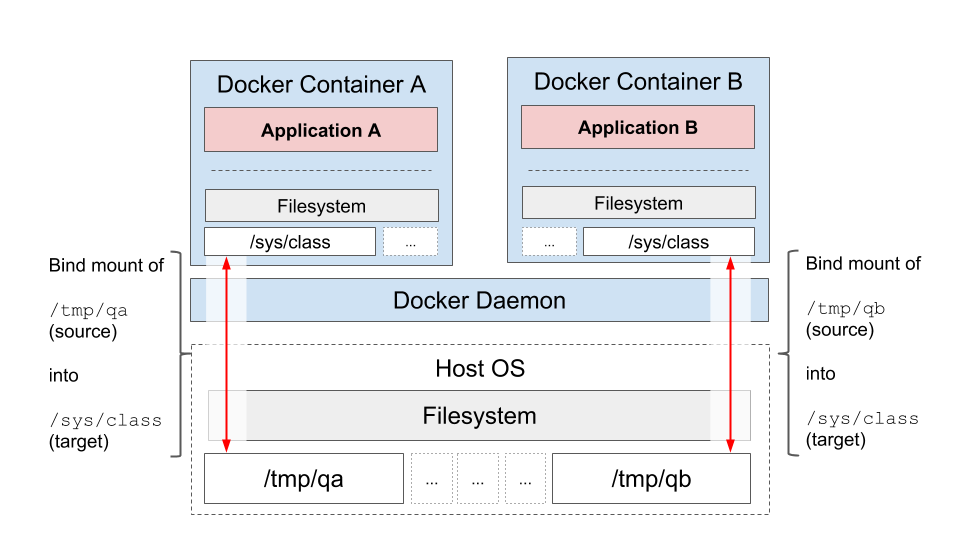 Docker Container A
Application A
Filesystem
/sys/class
...
Docker Container B
Application B
Filesystem
...
/sys/class
Bind mount of
/tmp/qa
(source)
into
/sys/class
(target)
Docker Daemon
Host OS
Filesystem
/tmp/qa
...
...
...
/tmp/qb
Bind mount of
/tmp/qb
(source)
into
/sys/class
(target)